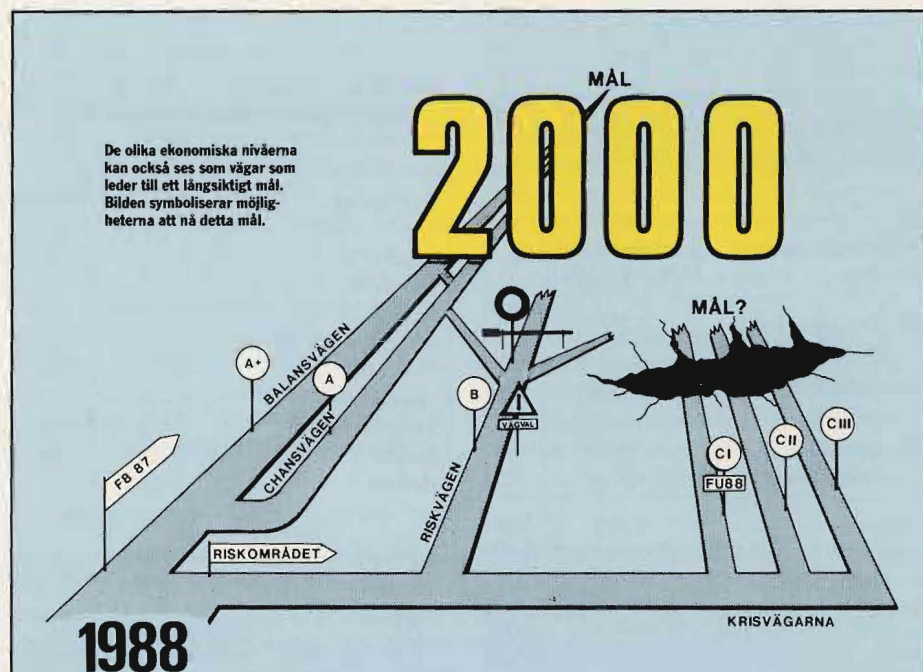 MÅL
2000
De olika ekonomiska nivåerna
kan också ses som vägar som
leder till ett långsiktigt mål.
Bilden symboliserar möjlig-
heterna att nå detta mål.
MÅL?
A+
BALANSVÄGEN
A
CHANSVÄGEN
B
VÄGVAL
FB 87
RISKVÄGEN
CI
FU88
CII
CIII
RISKOMRÅDET
KRISVÄGARNA
1988